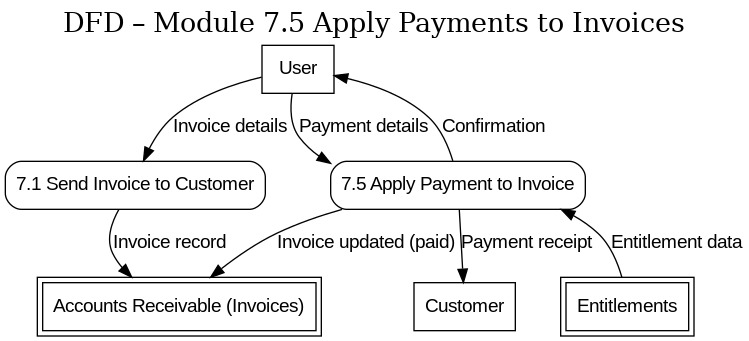 DFD – Module 7.5 Apply Payments to Invoices
User
Invoice details
Payment details
Confirmation
7.1 Send Invoice to Customer
7.5 Apply Payment to Invoice
Invoice record
Invoice updated (paid)
Payment receipt
Entitlement data
Accounts Receivable (Invoices)
Customer
Entitlements